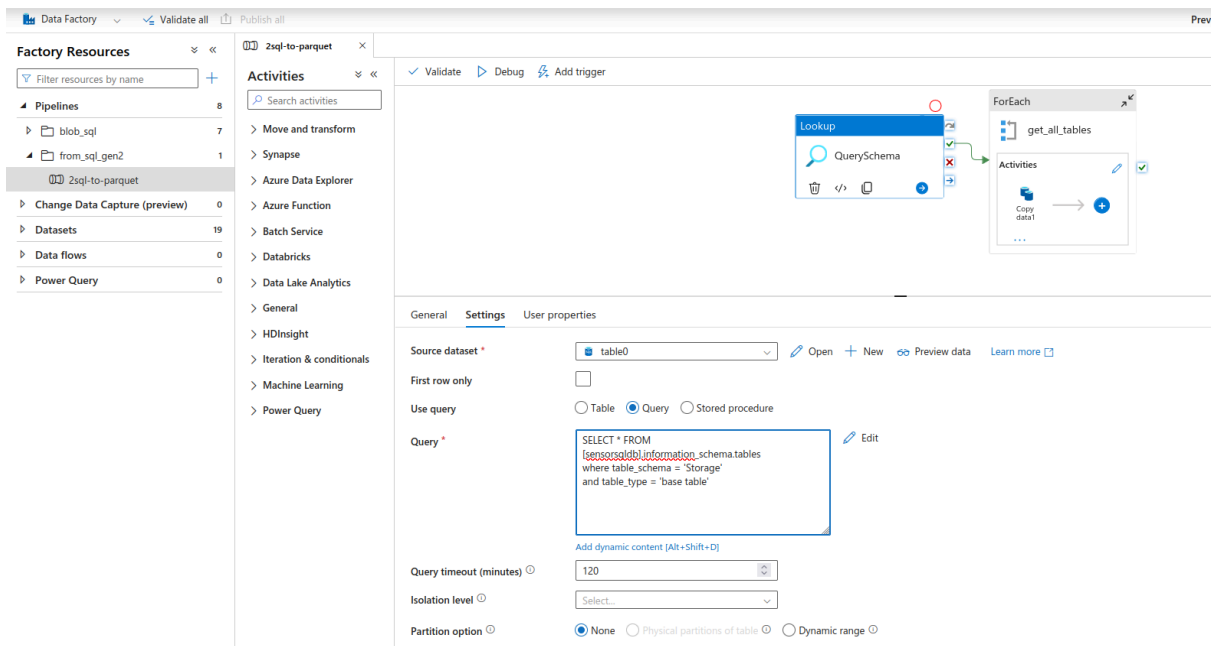 Data Factory
Validate all
Publish all
Prev
Factory Resources
Filter resources by name
Pipelines 8
blob_sql 7
from_sql_gen2 1
2sql-to-parquet
Change Data Capture (preview) 0
Datasets 19
Data flows 0
Power Query 0
2sql-to-parquet
Activities
Search activities
Move and transform
Synapse
Azure Data Explorer
Azure Function
Batch Service
Databricks
Data Lake Analytics
General
HDInsight
Iteration & conditionals
Machine Learning
Power Query
Validate Debug Add trigger
Lookup
QuerySchema
ForEach
get_all_tables
Activities
Copy
data1
...
General Settings User properties
Source dataset * table0 Open New Preview data Learn more
First row only
Use query Table Query Stored procedure
Query * Edit
SELECT * FROM
[sensorsqldb].information_schema.tables
where table_schema = 'Storage'
and table_type = 'base table'
Add dynamic content [Alt+Shift+D]
Query timeout (minutes) 120
Isolation level Select...
Partition option None Physical partitions of table Dynamic range